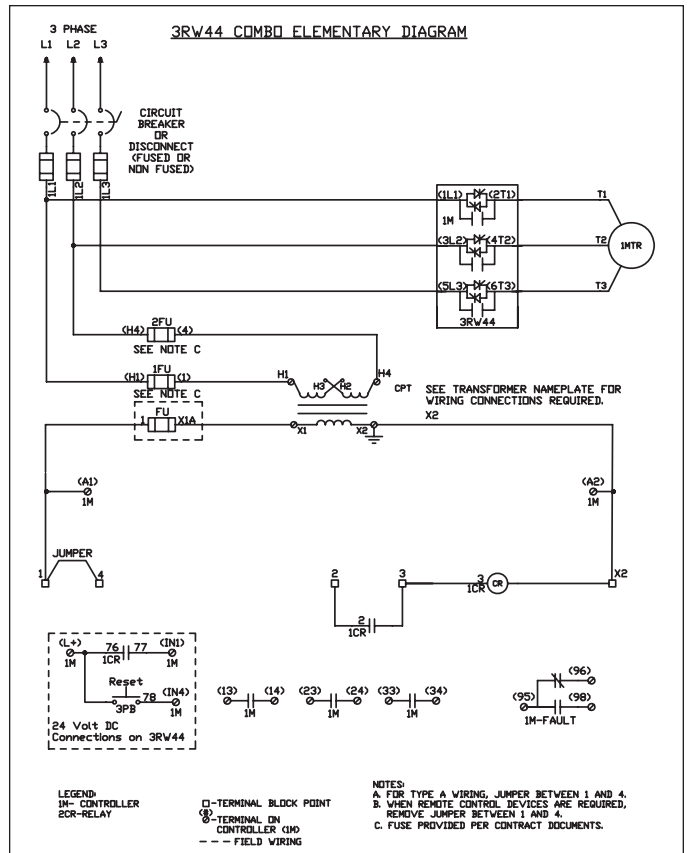 3RW44 COMBO ELEMENTARY DIAGRAM
3 PHASE
L1 L2 L3
CIRCUIT
BREAKER
OR
DISCONNECT
(FUSED OR
NON FUSED)
1L1
1L2
1L3
(1L1) (2T1)
1M
(3L2) (4T2)
(5L3) (6T3)
3RW44
T1
T2
T3
1MTR
2FU
(H4) (4)
SEE NOTE C
1FU
(H1) (1)
SEE NOTE C
H1 H3 H2 H4
CPT
SEE TRANSFORMER NAMEPLATE FOR
WIRING CONNECTIONS REQUIRED.
FU
1 X1A
X1 X2
X2
(A1)
1M
(A2)
1M
JUMPER
1 4
2 3
3
1CR
CR
X2
2
1CR
(L+)
1M
76 77
1CR
(IN1)
1M
Reset
78
3PB
(IN4)
1M
24 Volt DC
Connections on 3RW44
(13) (14)
1M
(23) (24)
1M
(33) (34)
1M
(96)
(95) (98)
1M-FAULT
LEGEND:
1M- CONTROLLER
2CR-RELAY
□-TERMINAL BLOCK POINT
(#)
-TERMINAL ON
CONTROLLER (1M)
--- FIELD WIRING
NOTES:
A. FOR TYPE A WIRING, JUMPER BETWEEN 1 AND 4.
B. WHEN REMOTE CONTROL DEVICES ARE REQUIRED,
REMOVE JUMPER BETWEEN 1 AND 4.
C. FUSE PROVIDED PER CONTRACT DOCUMENTS.